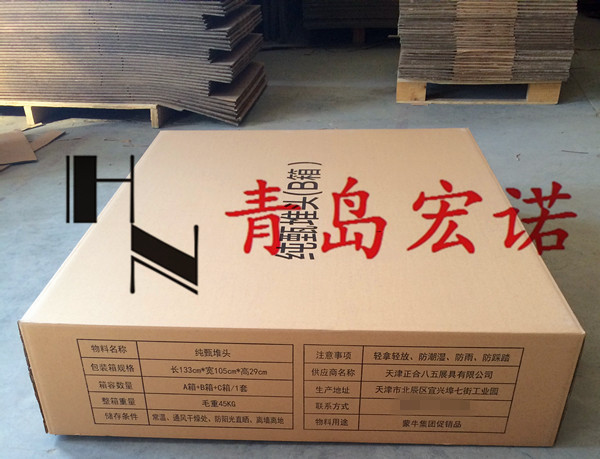 纯甄堆头(B箱)
HZ
青岛宏诺
物料名称 纯甄堆头
包装箱规格 长133cm*宽105cm*高29cm
箱容数量 A箱+B箱+C箱/1套
整箱重量 毛重45KG
储存条件 常温、通风干燥处、防阳光直晒、高墙离地
注意事项 轻拿轻放、防潮湿、防雨、防踩踏
供应商名称 天津正合八五展具有限公司
生产地址 天津市北辰区宜兴埠七街工业园
联系方式
物料用途 蒙牛集团促销品